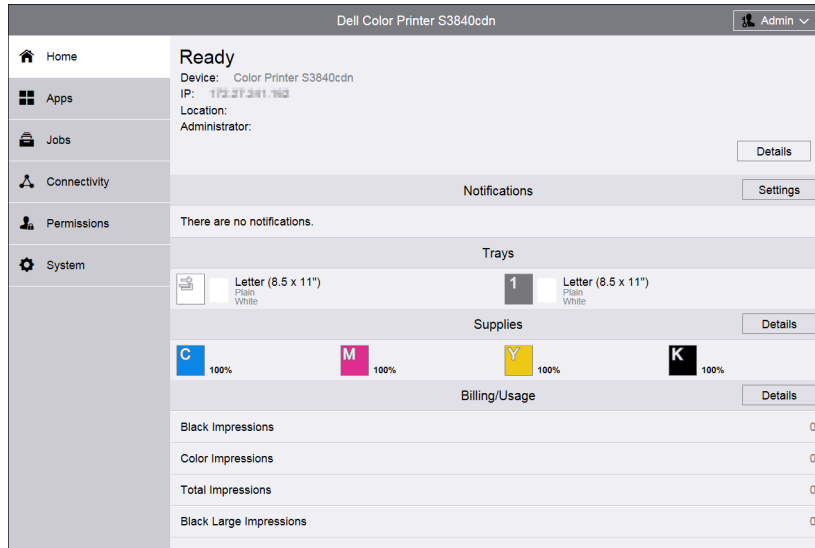 Dell Color Printer S3840cdn
Admin
Home
Apps
Jobs
Connectivity
Permissions
System
Ready
Device: Color Printer S3840cdn
IP:
Location:
Administrator:
Details
Notifications
Settings
There are no notifications.
Trays
Letter (8.5 x 11")
Plain
White
1
Letter (8.5 x 11")
Plain
White
Supplies
Details
C 100%
M 100%
Y 100%
K 100%
Billing/Usage
Details
Black Impressions 0
Color Impressions 0
Total Impressions 0
Black Large Impressions 0